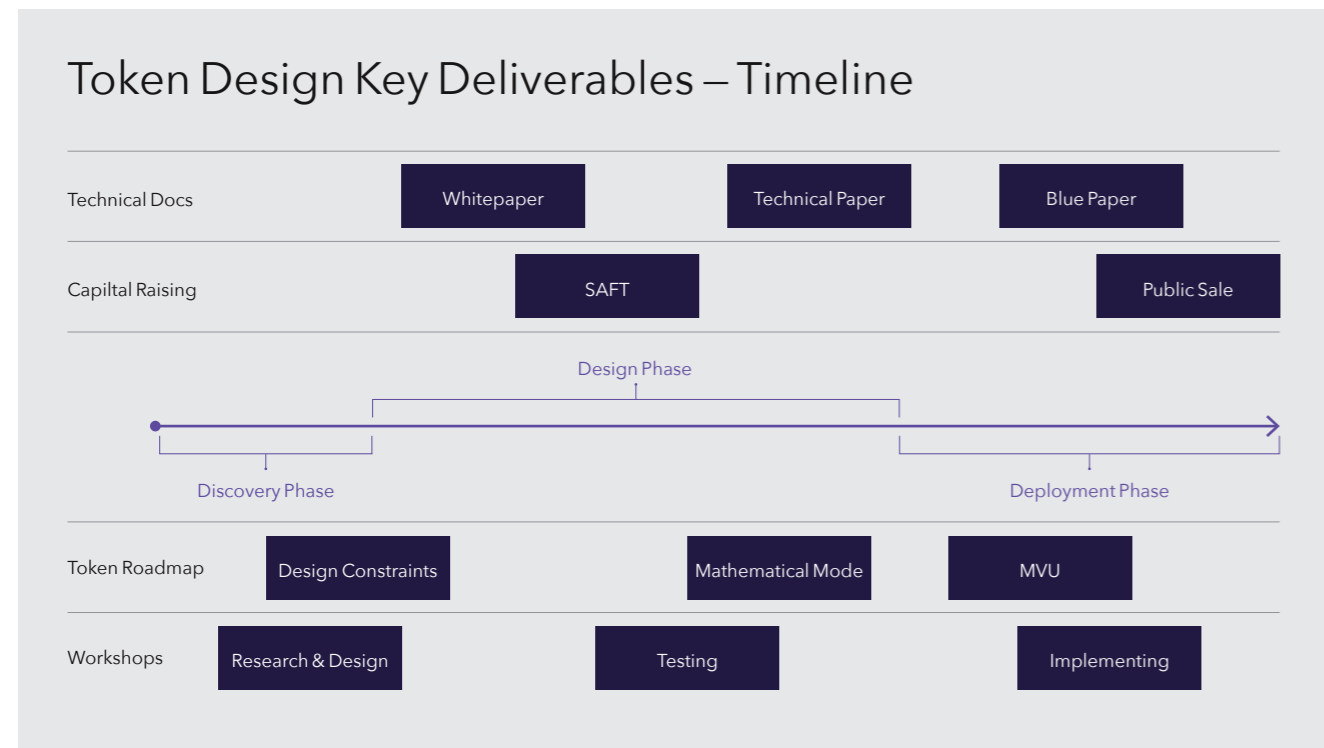 Token Design Key Deliverables – Timeline
Technical Docs
Whitepaper
Technical Paper
Blue Paper
Capiltal Raising
SAFT
Public Sale
Design Phase
Discovery Phase
Deployment Phase
Token Roadmap
Design Constraints
Mathematical Mode
MVU
Workshops
Research & Design
Testing
Implementing